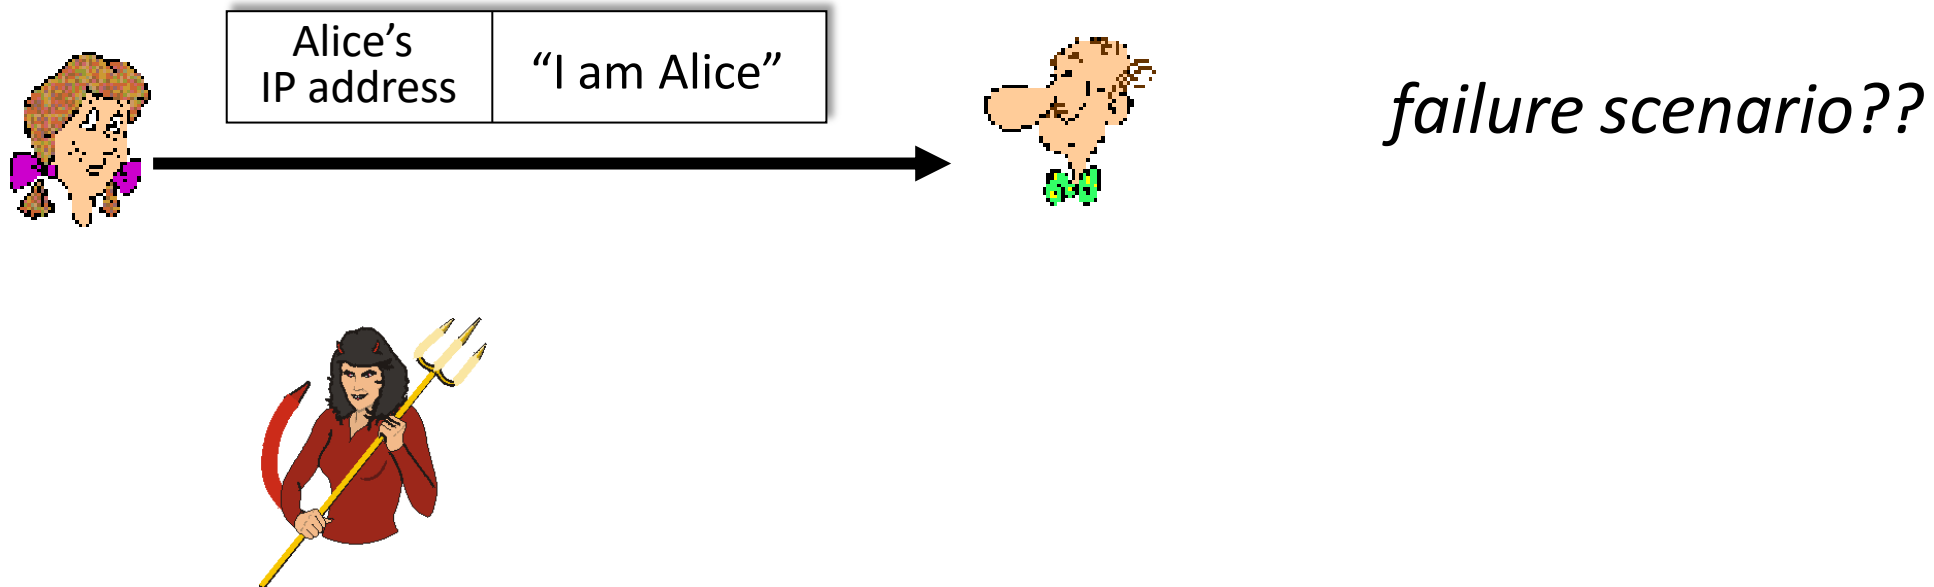 Alice’s
IP address
“I am Alice”
failure scenario??